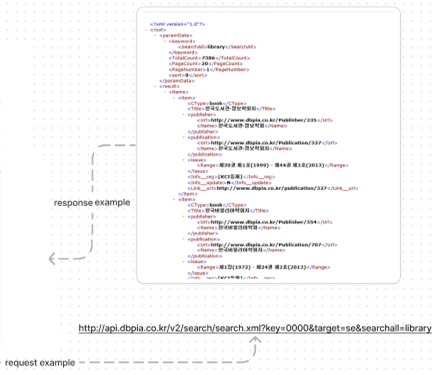 <?xml version="1.0"?>
<root>
- <paramData>
- <keyword>
<searchall>library</searchall>
</keyword>
<TotalCount>7386</TotalCount>
<PageCount>20</PageCount>
<PageNumber>1</PageNumber>
<sort>0</sort>
</paramData>
- <result>
- <items>
- <item>
<CType>book</CType>
<Title>한국도서관·정보학회지</Title>
- <publisher>
<url>http://www.dbpia.co.kr/Publisher/335</url>
<Name>한국도서관·정보학회</Name>
</publisher>
- <publication>
<url>http://www.dbpia.co.kr/Publication/327</url>
<Name>한국도서관·정보학회지</Name>
</publication>
- <issue>
<Range>제30권 제1호(1999) - 제44권 제3호(2013)</Range>
</issue>
<Info__reg>[KCI등재]</Info__reg>
<Info__update>N</Info__update>
<Link__url>http://www.dbpia.co.kr/publication/327</Link__url>
</item>
- <item>
<CType>book</CType>
<Title>한국비블리아학회지</Title>
- <publisher>
<url>http://www.dbpia.co.kr/Publisher/354</url>
<Name>한국비블리아학회</Name>
</publisher>
- <publication>
<url>http://www.dbpia.co.kr/Publication/707</url>
<Name>한국비블리아학회지</Name>
</publication>
- <issue>
<Range>제1집(1972) - 제24권 제2호(2013)</Range>
</issue>
response example
http://api.dbpia.co.kr/v2/search/search.xml?key=0000&target=se&searchall=library
request example